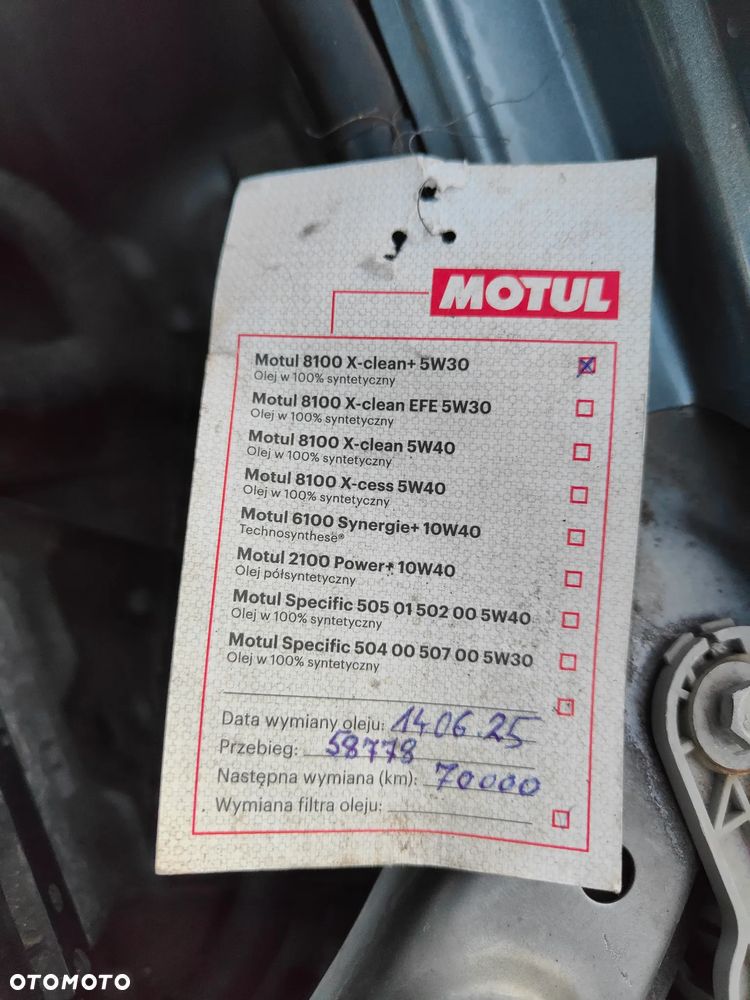 MOTUL
Motul 8100 X-clean+ 5W30
Olej w 100% syntetyczny
Motul 8100 X-clean EFE 5W30
Olej w 100% syntetyczny
Motul 8100 X-clean 5W40
Olej w 100% syntetyczny
Motul 8100 X-cess 5W40
Olej w 100% syntetyczny
Motul 6100 Synergie+ 10W40
Technosynthese®
Motul 2100 Power+ 10W40
Olej półsyntetyczny
Motul Specific 505 01 502 00 5W40
Olej w 100% syntetyczny
Motul Specific 504 00 507 00 5W30
Olej w 100% syntetyczny
Data wymiany oleju: 14.06.25
Przebieg: 58778
Następna wymiana (km): 70000
Wymiana filtra oleju:
OTOMOTO